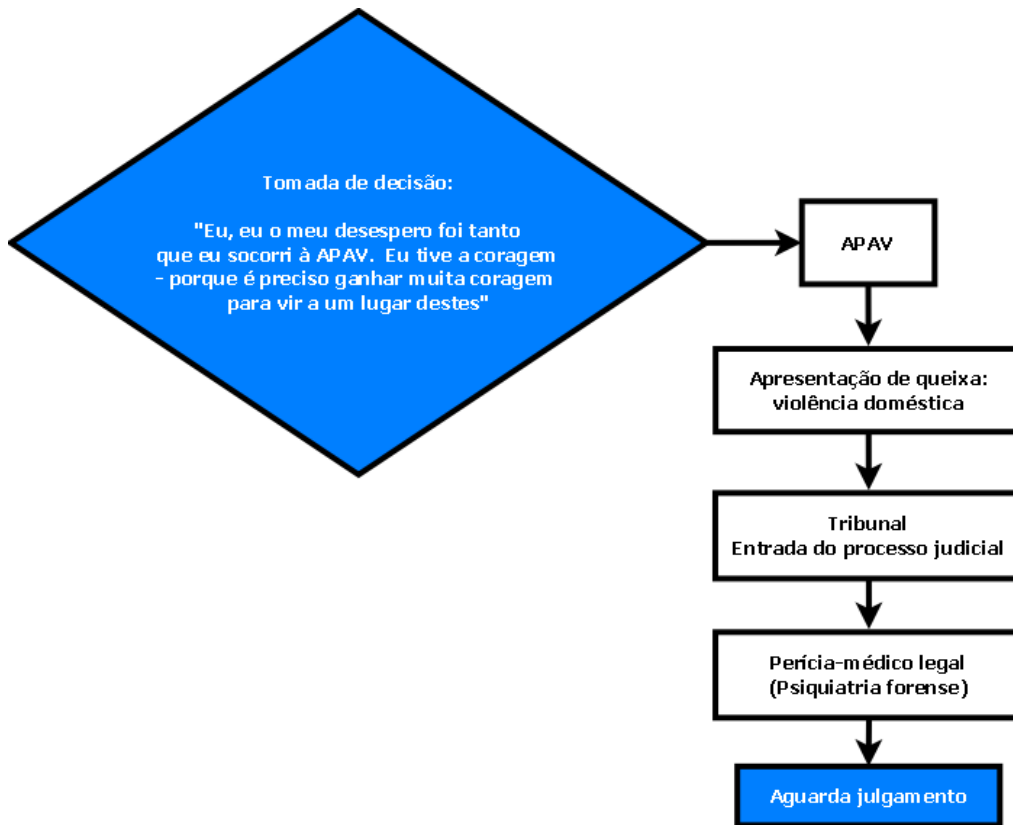 Tomada de decisão:
"Eu, eu o meu desespero foi tanto
que eu socorri à APAV. Eu tive a coragem
- porque é preciso ganhar muita coragem
para vir a um lugar destes"
APAV
Apresentação de queixa:
violência doméstica
Tribunal
Entrada do processo judicial
Perícia-médico legal
(Psiquiatria forense)
Aguarda julgamento